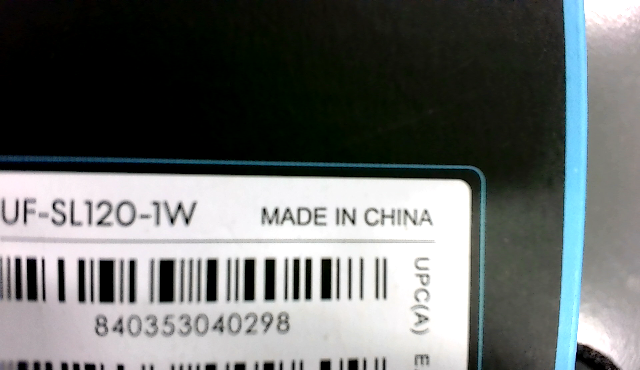 UF-SL120-1W MADE IN CHINA
840353040298
UPC(A)